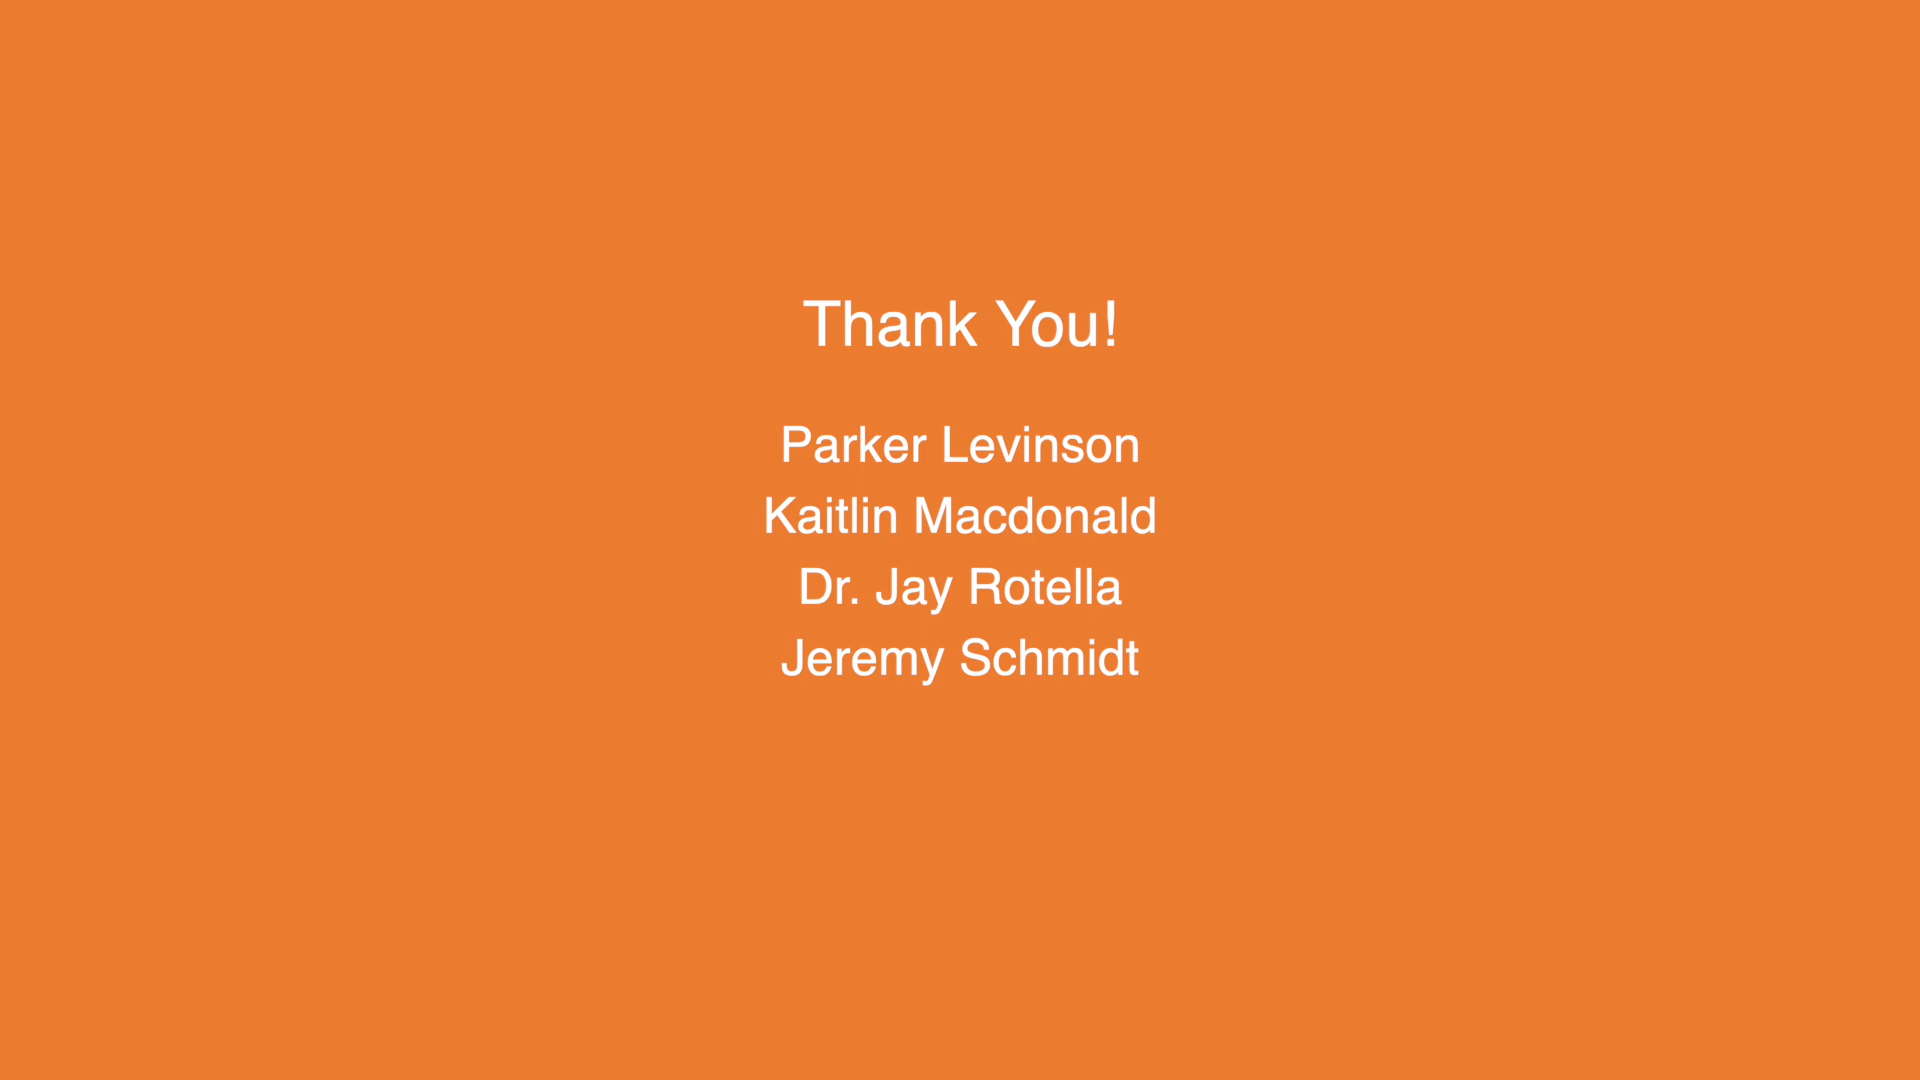 Thank You!
Parker Levinson
Kaitlin Macdonald
Dr. Jay Rotella
Jeremy Schmidt